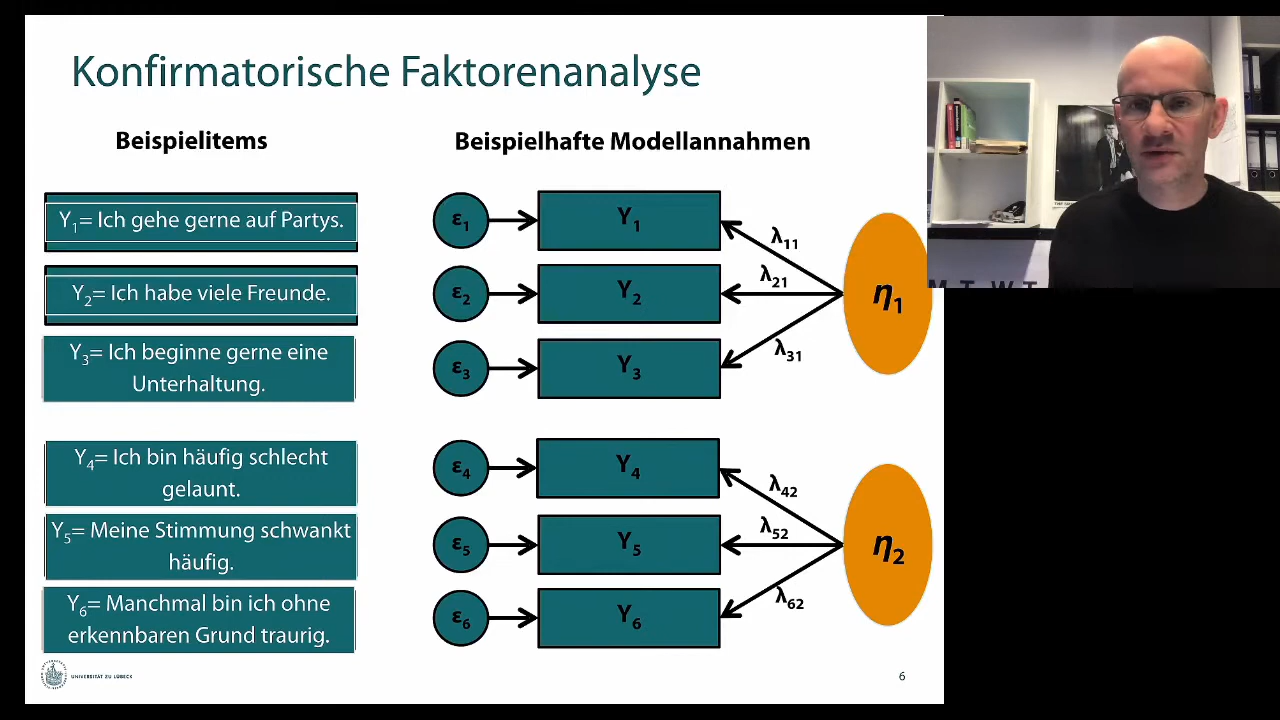 Konfirmatorische Faktorenanalyse
Beispielitems
Beispielhafte Modellannahmen
Y1= Ich gehe gerne auf Partys.
Y2= Ich habe viele Freunde.
Y3= Ich beginne gerne eine
Unterhaltung.
Y4= Ich bin häufig schlecht
gelaunt.
Y5= Meine Stimmung schwankt
häufig.
Y6= Manchmal bin ich ohne
erkennbaren Grund traurig.
ε1 Y1 λ11
ε2 Y2 λ21 η1
ε3 Y3 λ31
ε4 Y4 λ42
ε5 Y5 λ52 η2
ε6 Y6 λ62
UNIVERSITÄT ZU LÜBECK
6
M T W T